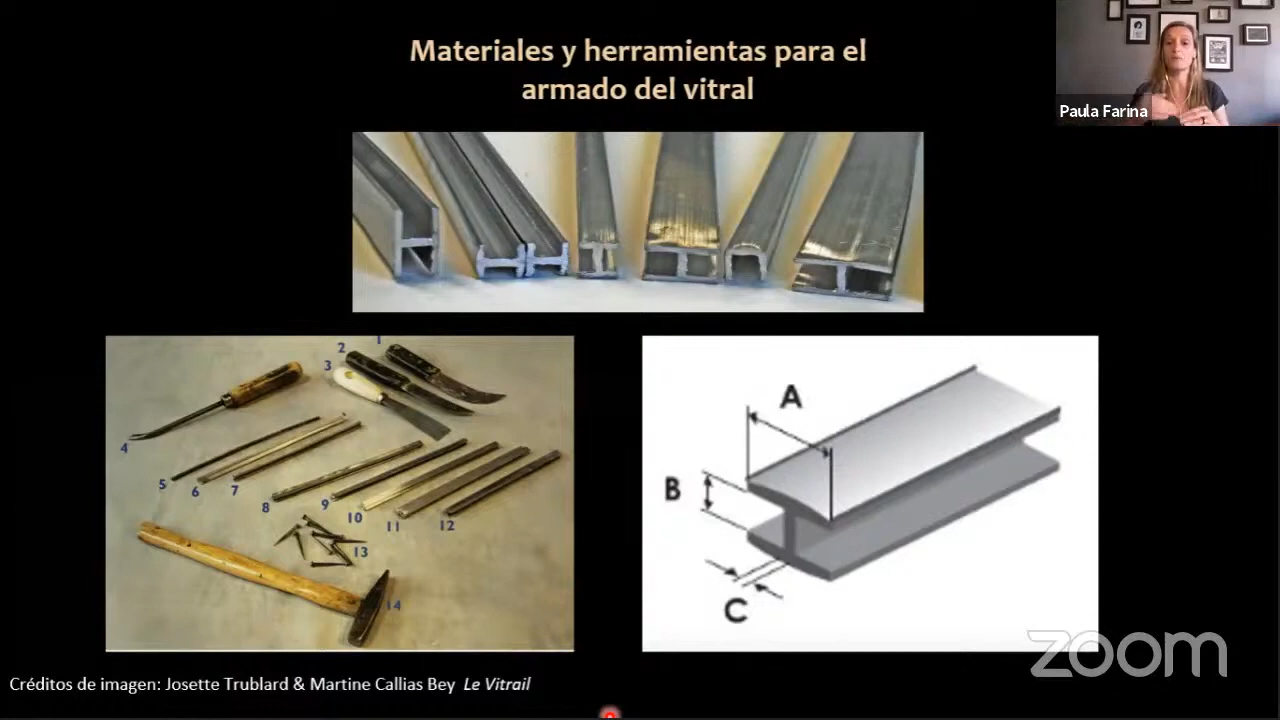 Materiales y herramientas para el
armado del vitral
Paula Farina
1
2
3
4
5
6
7
8
9
10
11
12
13
14
A
B
C
zoom
Créditos de imagen: Josette Trublard & Martine Callias Bey Le Vitrail